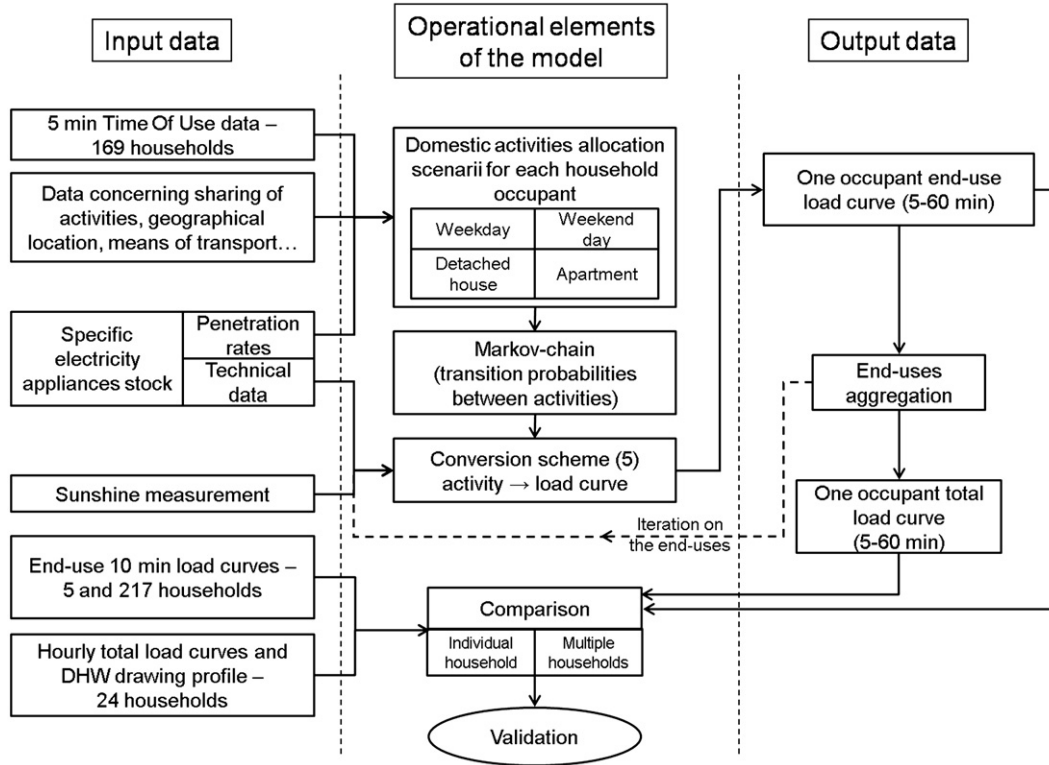 Input data
Operational elements
of the model
Output data
5 min Time Of Use data –
169 households
Data concerning sharing of
activities, geographical
location, means of transport…
Specific
electricity
appliances stock
Penetration
rates
Technical
data
Sunshine measurement
End-use 10 min load curves –
5 and 217 households
Hourly total load curves and
DHW drawing profile –
24 households
Domestic activities allocation
scenarii for each household
occupant
Weekday
Weekend
day
Detached
house
Apartment
Markov-chain
(transition probabilities
between activities)
Conversion scheme (5)
activity → load curve
Iteration on
the end-uses
Comparison
Individual
household
Multiple
households
Validation
One occupant end-use
load curve (5-60 min)
End-uses
aggregation
One occupant total
load curve
(5-60 min)